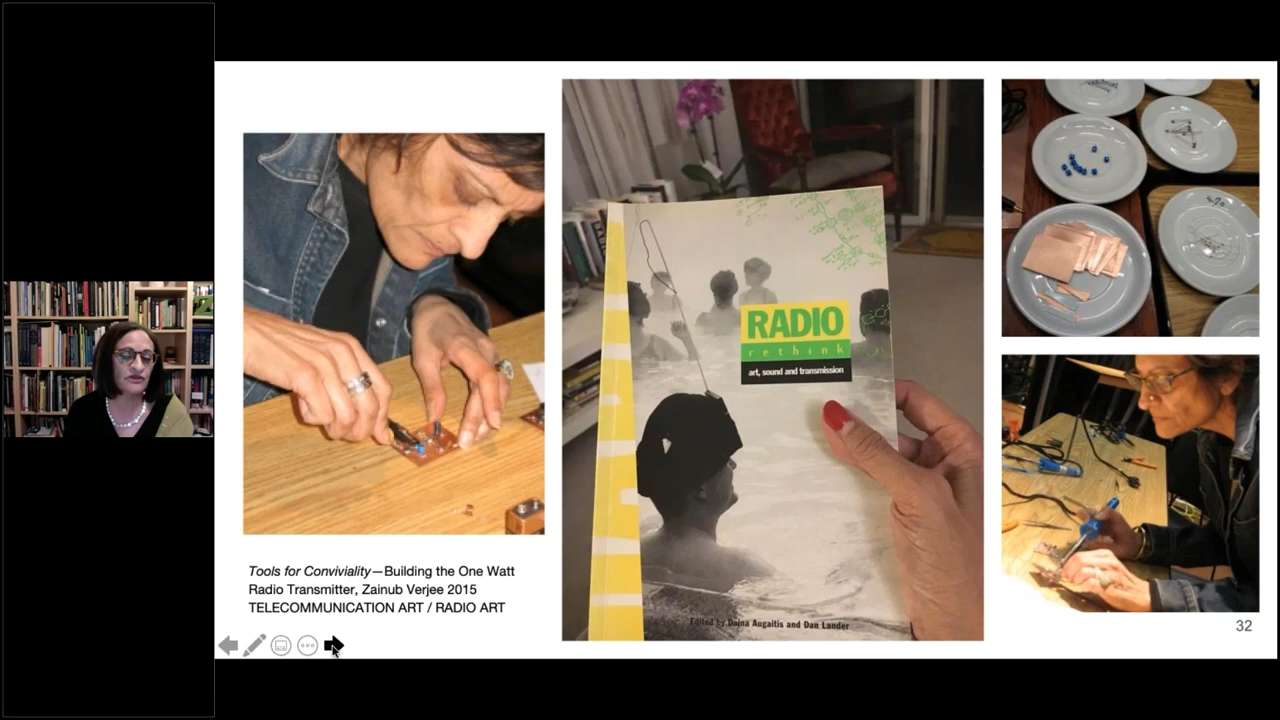 Tools for Conviviality—Building the One Watt
Radio Transmitter, Zainub Verjee 2015
TELECOMMUNICATION ART / RADIO ART
RADIO
rethink
art, sound and transmission
Edited by Daina Augaitis and Dan Lander
32